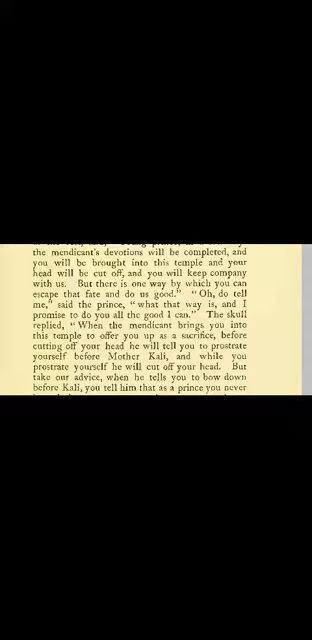 the mendicant's devotions will be completed, and
you will be brought into this temple and your
head will be cut off, and you will keep company
with us. But there is one way by which you can
escape that fate and do us good." "Oh, do tell
me," said the prince, "what that way is, and I
promise to do you all the good I can." The skull
replied, "When the mendicant brings you into
this temple to offer you up as a sacrifice, before
cutting off your head he will tell you to prostrate
yourself before Mother Kali, and while you
prostrate yourself he will cut off your head. But
take our advice, when he tells you to bow down
before Kali, you tell him that as a prince you never